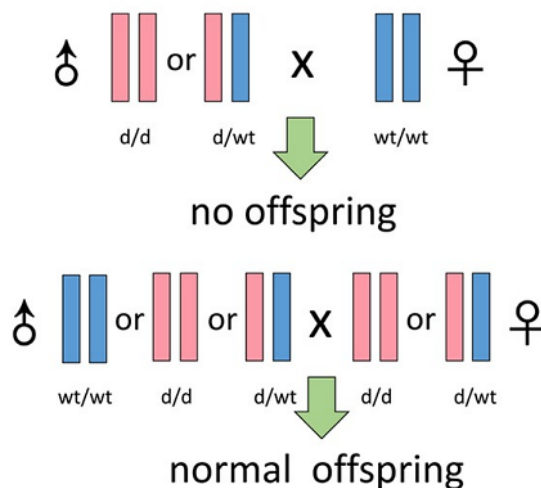 ♂ or x ♀
d/d d/wt wt/wt
no offspring
♂ or or x or ♀
wt/wt d/d d/wt d/d d/wt
normal offspring